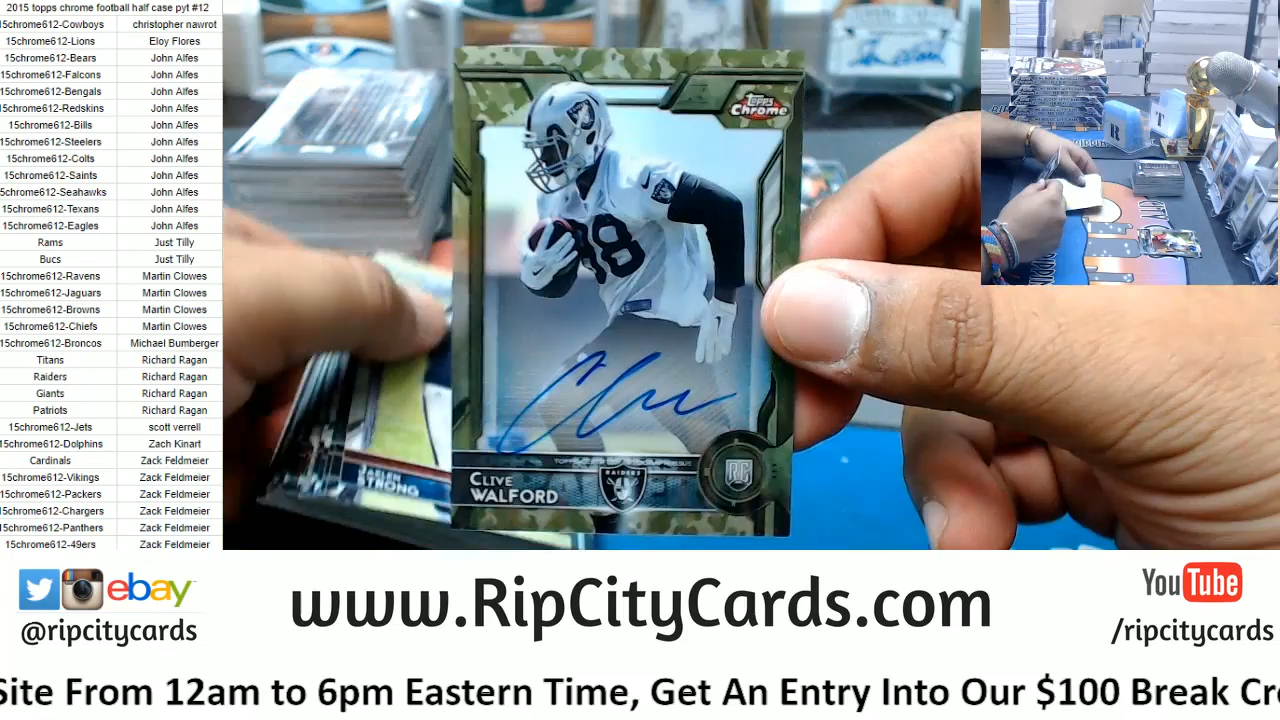 2015 topps chrome football half case pyt #12
15chrome612-Cowboys christopher nawrot
15chrome612-Lions Eloy Flores
15chrome612-Bears John Alfes
15chrome612-Falcons John Alfes
15chrome612-Bengals John Alfes
15chrome612-Redskins John Alfes
15chrome612-Bills John Alfes
15chrome612-Steelers John Alfes
15chrome612-Colts John Alfes
15chrome612-Saints John Alfes
15chrome612-Seahawks John Alfes
15chrome612-Texans John Alfes
15chrome612-Eagles John Alfes
Rams Just Tilly
Bucs Just Tilly
15chrome612-Ravens Martin Clowes
15chrome612-Jaguars Martin Clowes
15chrome612-Browns Martin Clowes
15chrome612-Chiefs Martin Clowes
15chrome612-Broncos Michael Bumberger
Titans Richard Ragan
Raiders Richard Ragan
Giants Richard Ragan
Patriots Richard Ragan
15chrome612-Jets scott verrell
15chrome612-Dolphins Zach Kinart
Cardinals Zack Feldmeier
15chrome612-Vikings Zack Feldmeier
15chrome612-Packers Zack Feldmeier
15chrome612-Chargers Zack Feldmeier
15chrome612-Panthers Zack Feldmeier
15chrome612-49ers Zack Feldmeier
Topps
Chrome
88
RAIDERS
RC
Clive
Walford
Jaelen
Strong
R T
ebay
@ripcitycards
www.RipCityCards.com
YouTube
/ripcitycards
Site From 12am to 6pm Eastern Time, Get An Entry Into Our $100 Break Cr